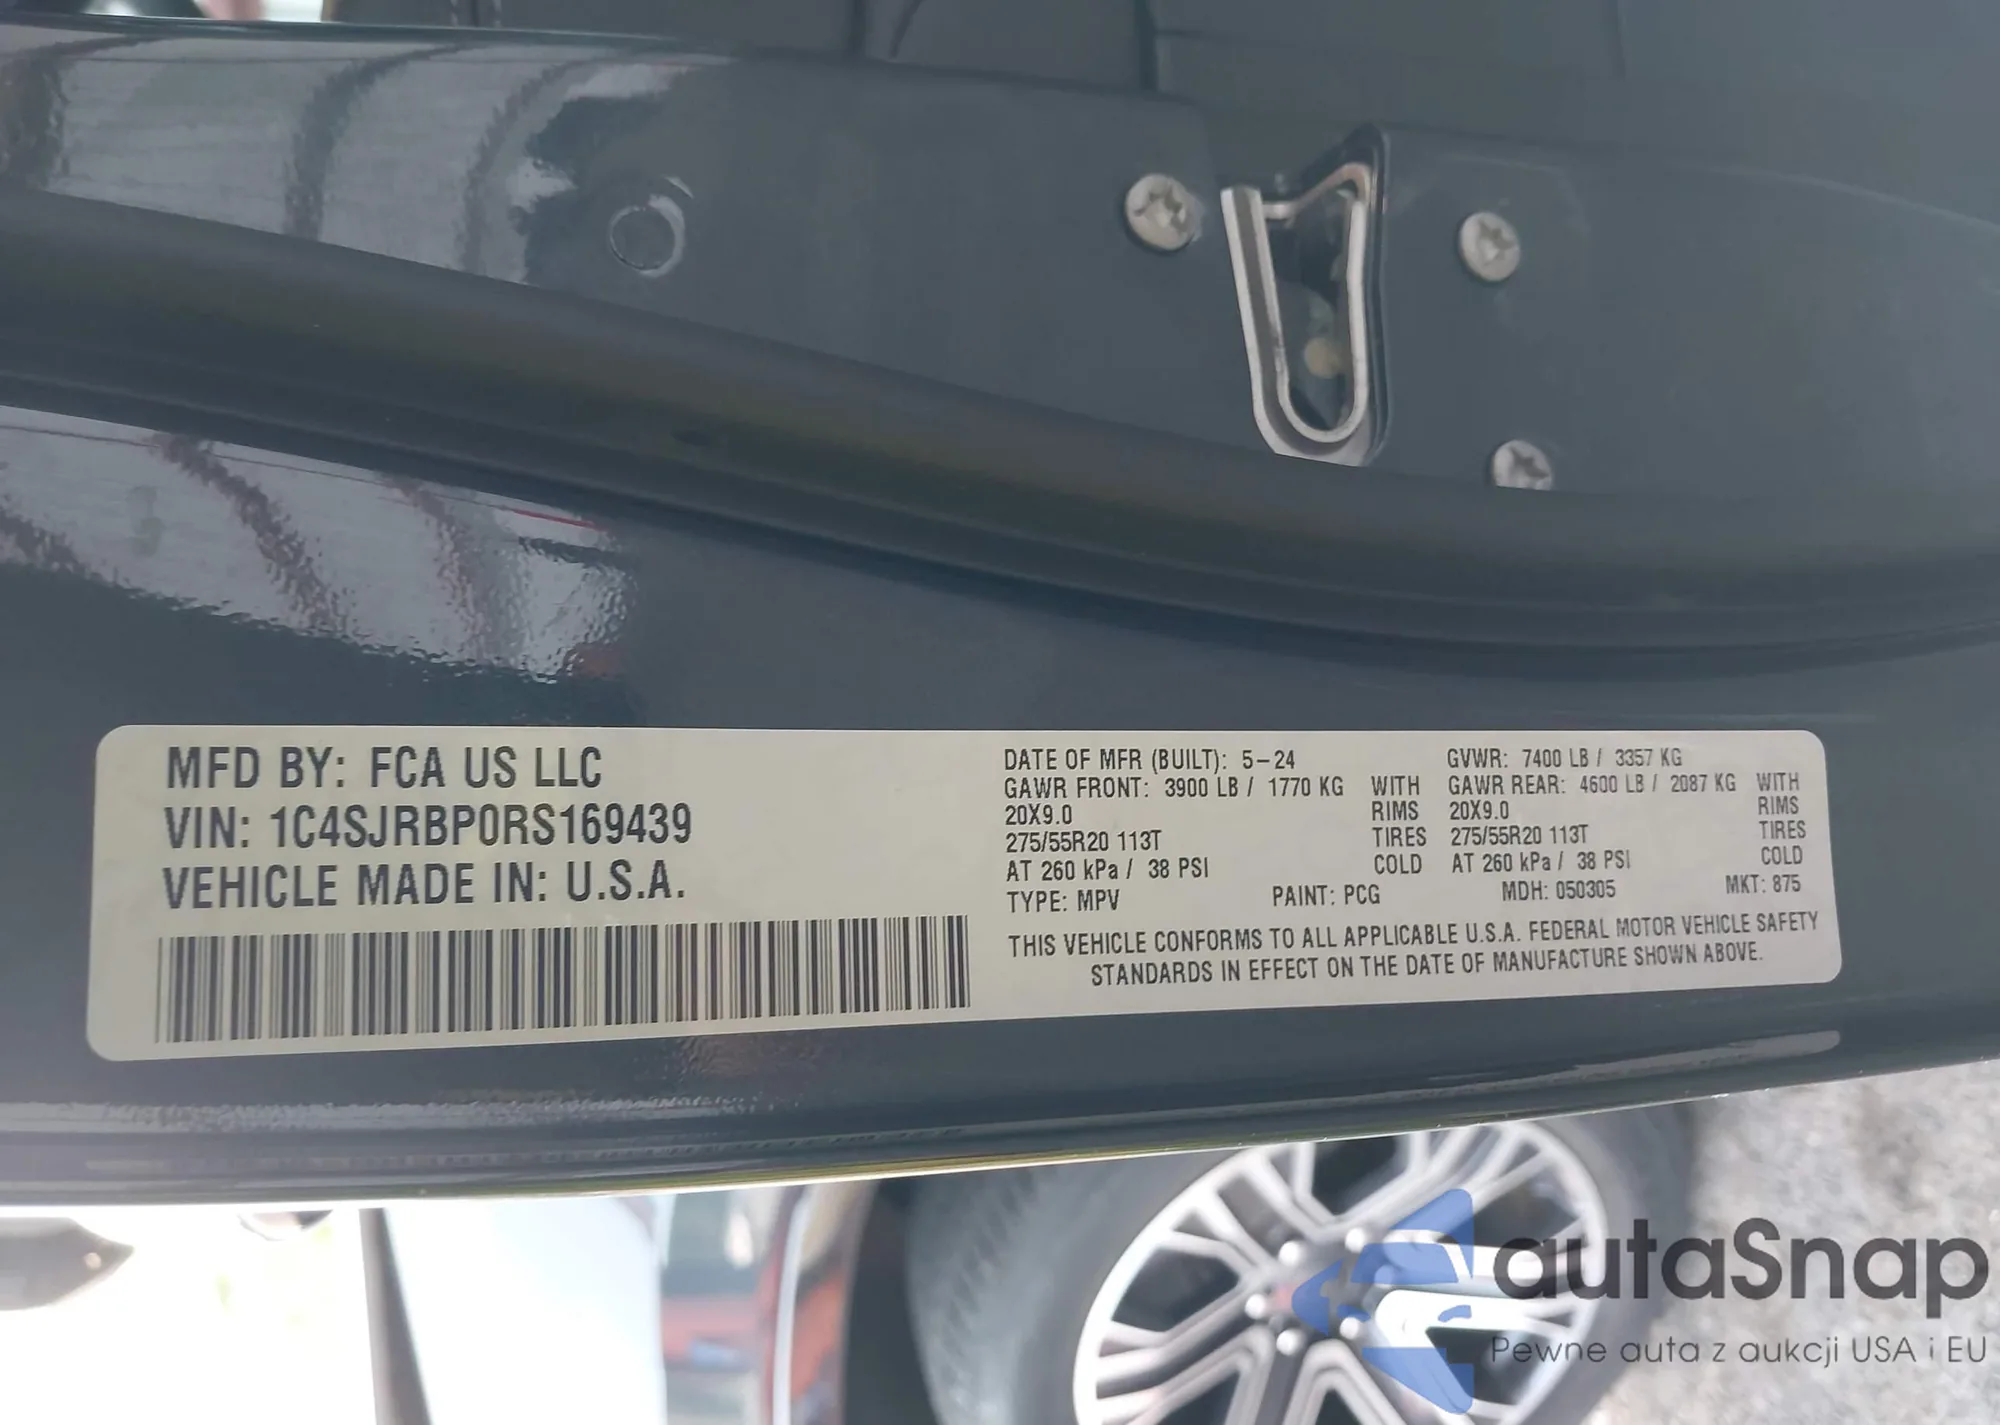 MFD BY: FCA US LLC
VIN: 1C4SJRBP0RS169439
VEHICLE MADE IN: U.S.A.
DATE OF MFR (BUILT): 5-24 GVWR: 7400 LB / 3357 KG
GAWR FRONT: 3900 LB / 1770 KG WITH GAWR REAR: 4600 LB / 2087 KG WITH
20X9.0 RIMS 20X9.0 RIMS
275/55R20 113T TIRES 275/55R20 113T TIRES
AT 260 kPa / 38 PSI COLD AT 260 kPa / 38 PSI COLD
TYPE: MPV PAINT: PCG MDH: 050305 MKT: 875
THIS VEHICLE CONFORMS TO ALL APPLICABLE U.S.A. FEDERAL MOTOR VEHICLE SAFETY
STANDARDS IN EFFECT ON THE DATE OF MANUFACTURE SHOWN ABOVE.
autaSnap
Pewne auta z aukcji USA i EU